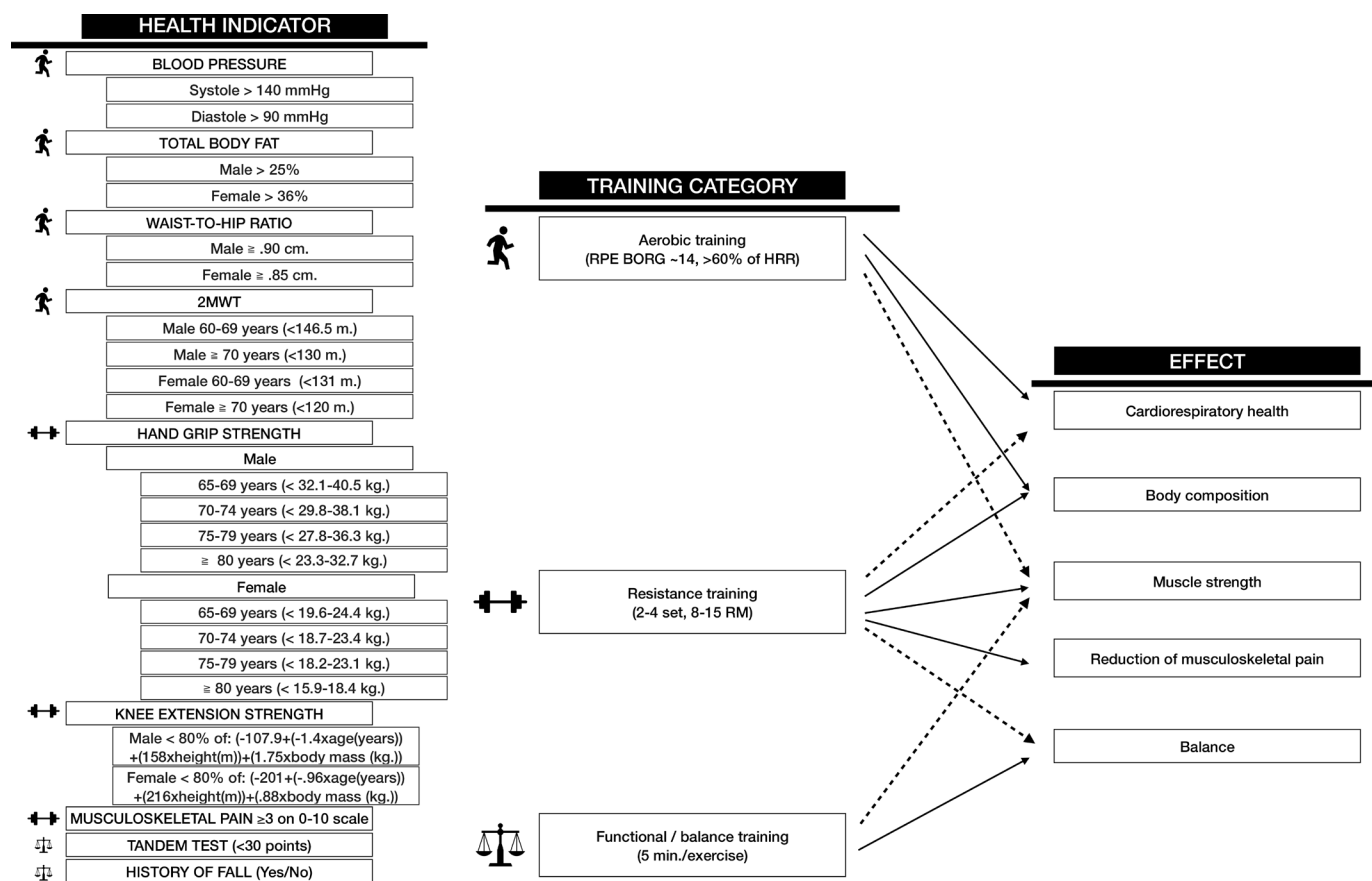 HEALTH INDICATOR
BLOOD PRESSURE
Systole > 140 mmHg
Diastole > 90 mmHg
TOTAL BODY FAT
Male > 25%
Female > 36%
WAIST-TO-HIP RATIO
Male ≧ .90 cm.
Female ≧ .85 cm.
2MWT
Male 60-69 years (<146.5 m.)
Male ≧ 70 years (<130 m.)
Female 60-69 years (<131 m.)
Female ≧ 70 years (<120 m.)
HAND GRIP STRENGTH
Male
65-69 years (< 32.1-40.5 kg.)
70-74 years (< 29.8-38.1 kg.)
75-79 years (< 27.8-36.3 kg.)
≧ 80 years (< 23.3-32.7 kg.)
Female
65-69 years (< 19.6-24.4 kg.)
70-74 years (< 18.7-23.4 kg.)
75-79 years (< 18.2-23.1 kg.)
≧ 80 years (< 15.9-18.4 kg.)
KNEE EXTENSION STRENGTH
Male < 80% of: (-107.9+(-1.4xage(years))
+(158xheight(m))+(1.75xbody mass (kg.))
Female < 80% of: (-201+(-.96xage(years))
+(216xheight(m))+(.88xbody mass (kg.))
MUSCULOSKELETAL PAIN ≥3 on 0-10 scale
TANDEM TEST (<30 points)
HISTORY OF FALL (Yes/No)
TRAINING CATEGORY
Aerobic training
(RPE BORG ~14, >60% of HRR)
Resistance training
(2-4 set, 8-15 RM)
Functional / balance training
(5 min./exercise)
EFFECT
Cardiorespiratory health
Body composition
Muscle strength
Reduction of musculoskeletal pain
Balance